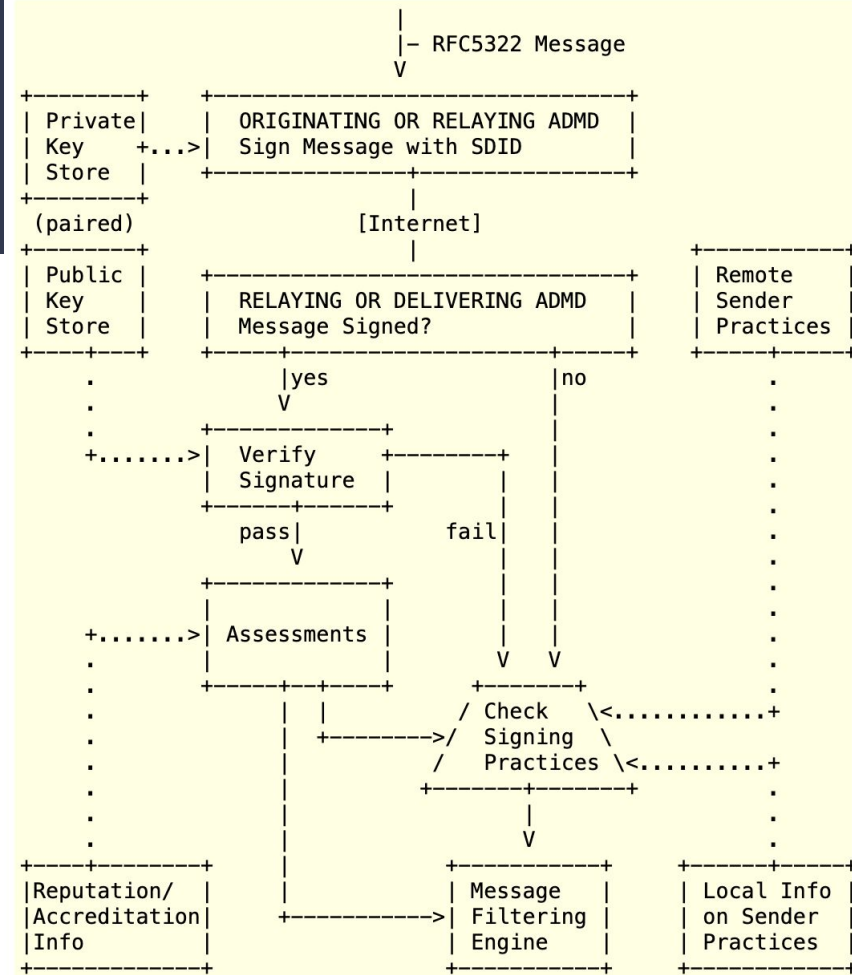 RFC5322 Message
Private
Key
Store
ORIGINATING OR RELAYING ADMD
Sign Message with SDID
(paired)
[Internet]
Public
Key
Store
RELAYING OR DELIVERING ADMD
Message Signed?
Remote
Sender
Practices
yes
no
Verify
Signature
pass
fail
Assessments
Check
Signing
Practices
Reputation/
Accreditation
Info
Message
Filtering
Engine
Local Info
on Sender
Practices